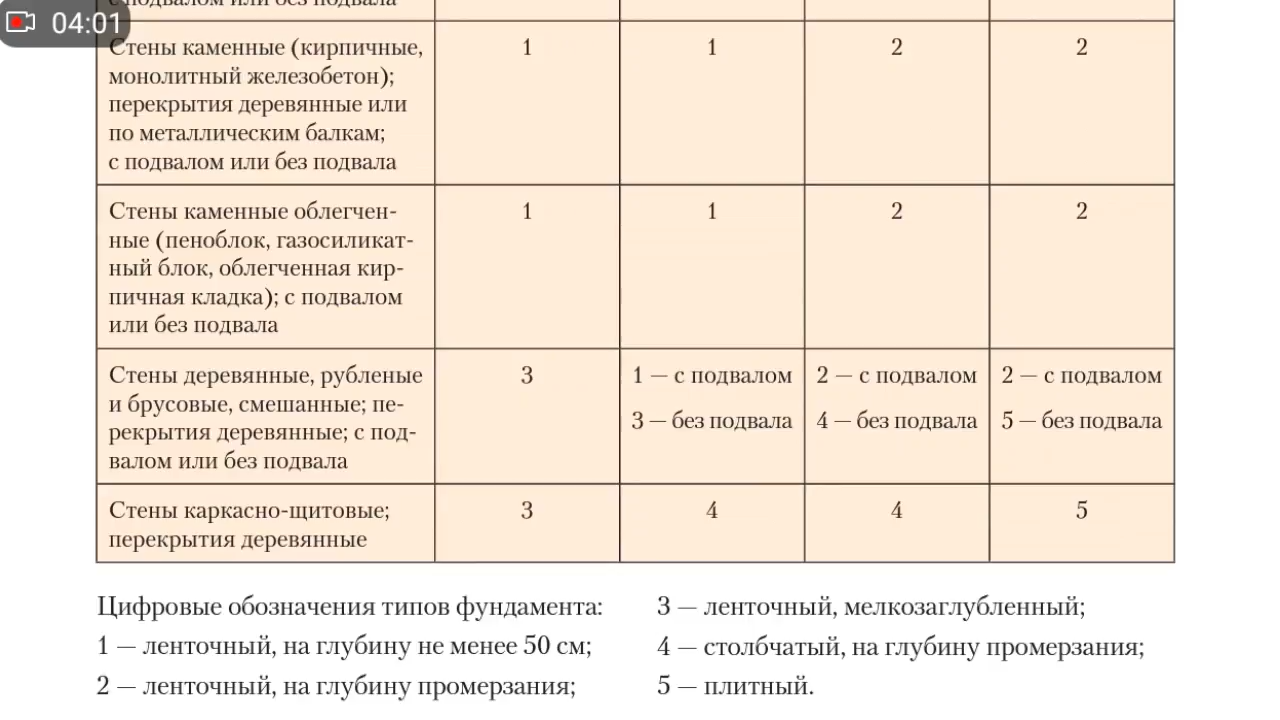 с подвалом или без подвала
04:01
Стены каменные (кирпичные,
монолитный железобетон);
перекрытия деревянные или
по металлическим балкам;
с подвалом или без подвала
1
1
2
2
Стены каменные облегчен-
ные (пеноблок, газосиликат-
ный блок, облегченная кир-
пичная кладка); с подвалом
или без подвала
1
1
2
2
Стены деревянные, рубленые
и брусовые, смешанные; пе-
рекрытия деревянные; с под-
валом или без подвала
3
1 — с подвалом
3 — без подвала
2 — с подвалом
4 — без подвала
2 — с подвалом
5 — без подвала
Стены каркасно-щитовые;
перекрытия деревянные
3
4
4
5
Цифровые обозначения типов фундамента:
1 — ленточный, на глубину не менее 50 см;
2 — ленточный, на глубину промерзания;
3 — ленточный, мелкозаглубленный;
4 — столбчатый, на глубину промерзания;
5 — плитный.